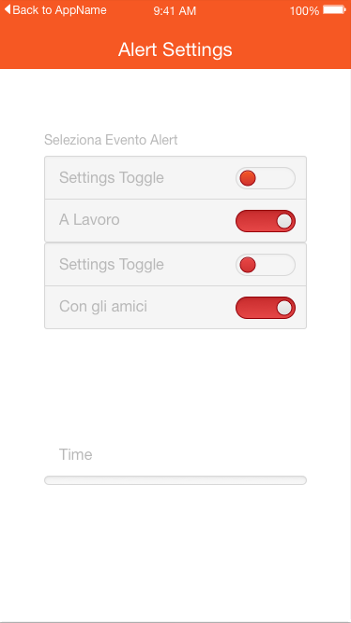 Back to AppName 9:41 AM 100%
Alert Settings
Seleziona Evento Alert
Settings Toggle
A Lavoro
Settings Toggle
Con gli amici
Time